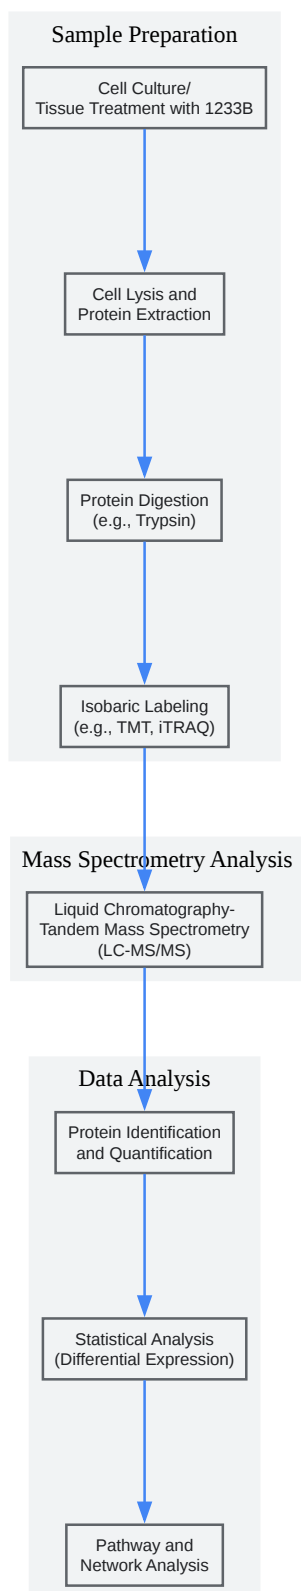 Sample Preparation
Cell Culture/
Tissue Treatment with 1233B
Cell Lysis and
Protein Extraction
Protein Digestion
(e.g., Trypsin)
Isobaric Labeling
(e.g., TMT, iTRAQ)
Mass Spectrometry Analysis
Liquid Chromatography-
Tandem Mass Spectrometry
(LC-MS/MS)
Data Analysis
Protein Identification
and Quantification
Statistical Analysis
(Differential Expression)
Pathway and
Network Analysis